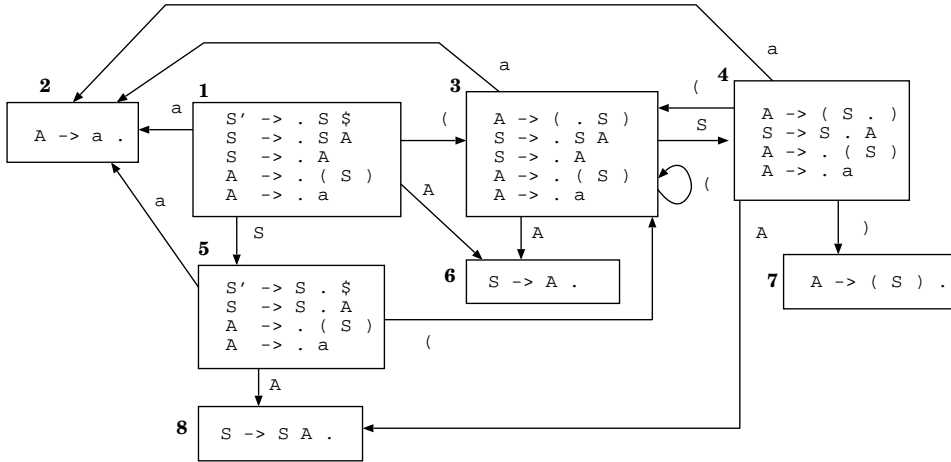 a
2
A -> a .
a
1
S' -> . S $
S -> . S A
S -> . A
A -> . ( S )
A -> . a
(
a
3
A -> ( . S )
S -> . S A
S -> . A
A -> . ( S )
A -> . a
(
S
(
a
4
A -> ( S . )
S -> S . A
A -> . ( S )
A -> . a
a
S
A
A
6
S -> A .
A
)
7
A -> ( S ) .
5
S' -> S . $
S -> S . A
A -> . ( S )
A -> . a
(
A
8
S -> S A .